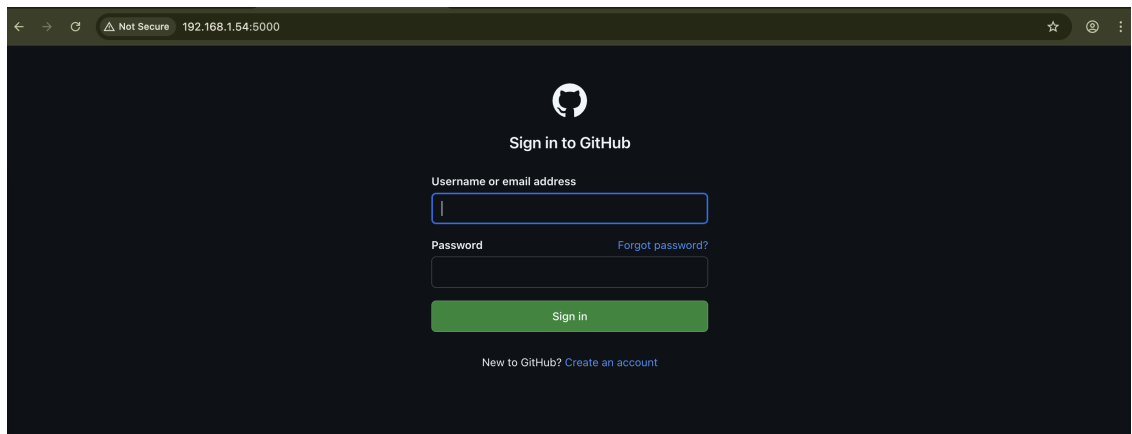 Not Secure 192.168.1.54:5000
Sign in to GitHub
Username or email address
Password Forgot password?
Sign in
New to GitHub? Create an account